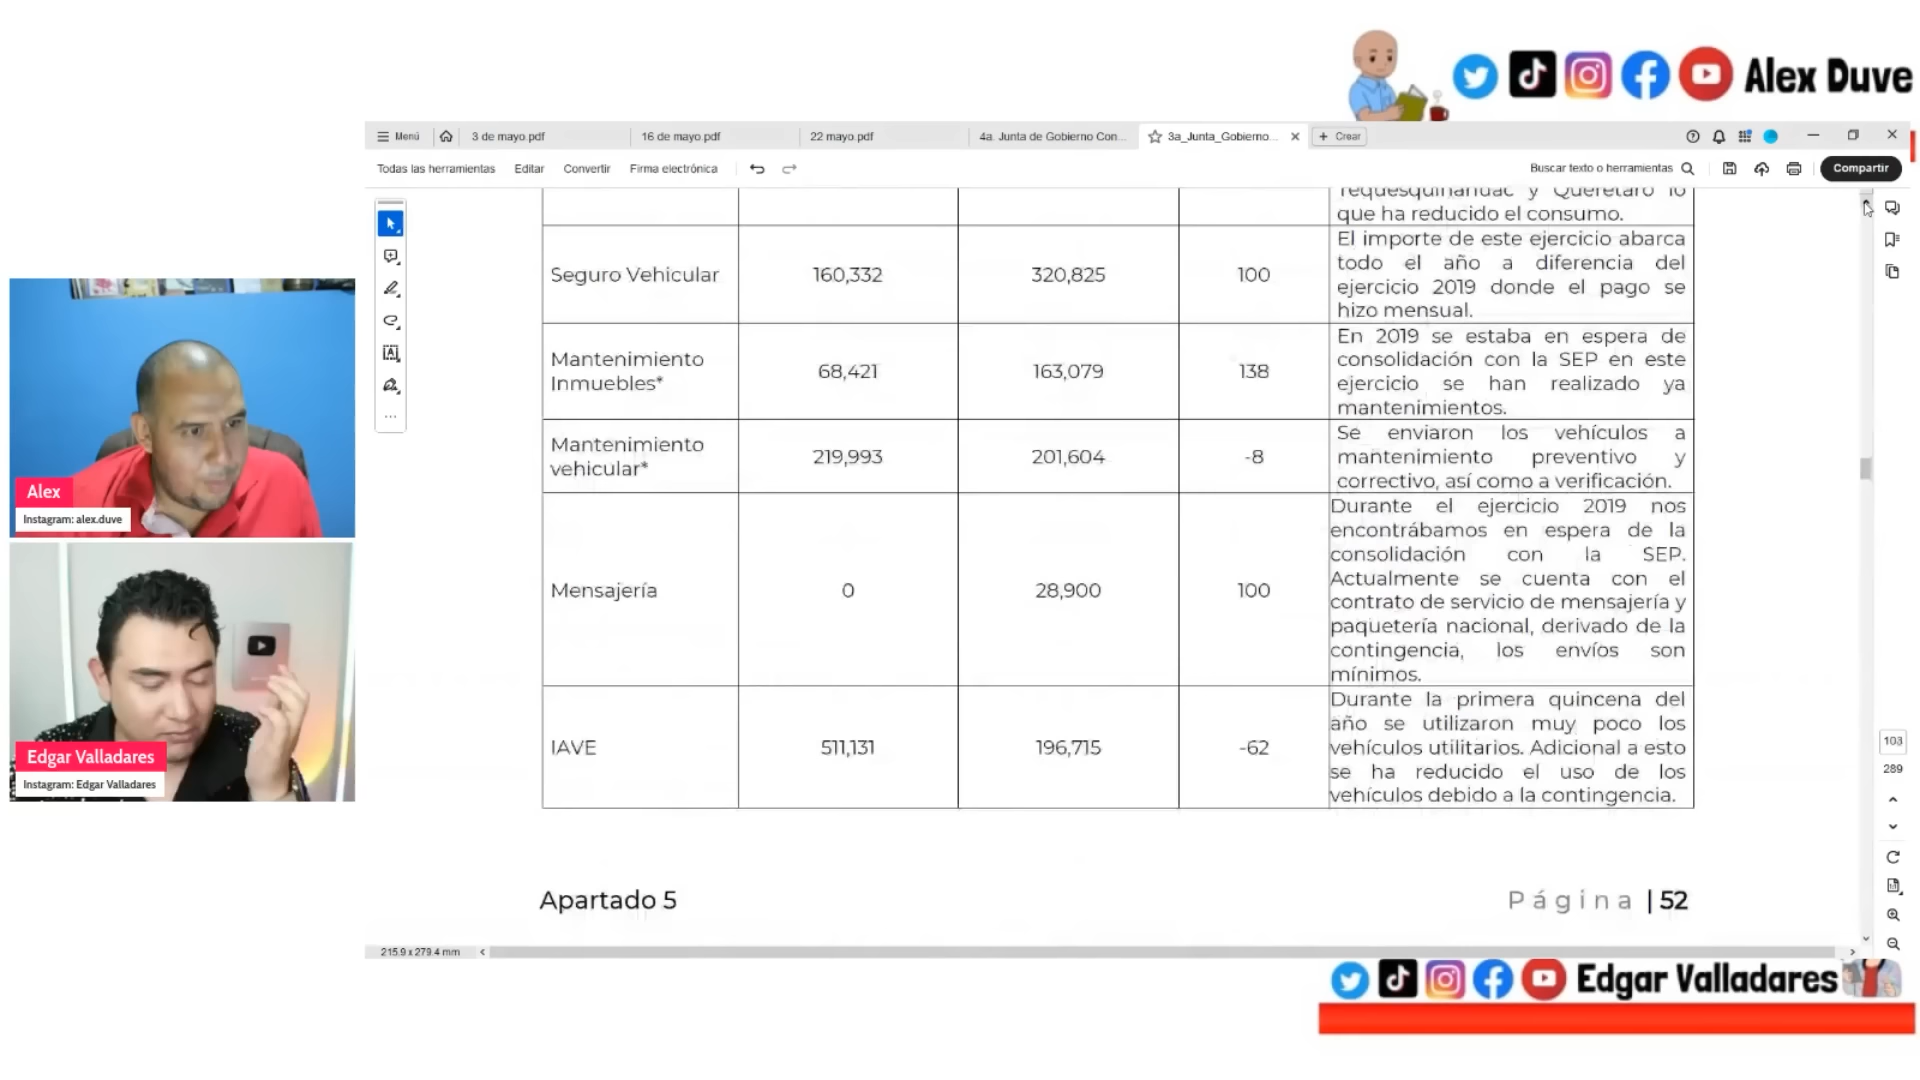 Alex Duve
Menú
3 de mayo.pdf
16 de mayo.pdf
22 mayo.pdf
4a. Junta de Gobierno Con...
3a_Junta_Gobierno...
Crear
Todas las herramientas
Editar
Convertir
Firma electrónica
Buscar texto o herramientas
Compartir
Tequesquináhuac y Querétaro lo
que ha reducido el consumo.
Seguro Vehicular
160,332
320,825
100
El importe de este ejercicio abarca
todo el año a diferencia del
ejercicio 2019 donde el pago se
hizo mensual.
Mantenimiento
Inmuebles*
68,421
163,079
138
En 2019 se estaba en espera de
consolidación con la SEP en este
ejercicio se han realizado ya
mantenimientos.
Mantenimiento
vehicular*
219,993
201,604
-8
Se enviaron los vehículos a
mantenimiento preventivo y
correctivo, así como a verificación.
Mensajería
0
28,900
100
Durante el ejercicio 2019 nos
encontrábamos en espera de la
consolidación con la SEP.
Actualmente se cuenta con el
contrato de servicio de mensajería y
paquetería nacional, derivado de la
contingencia, los envíos son
mínimos.
IAVE
511,131
196,715
-62
Durante la primera quincena del
año se utilizaron muy poco los
vehículos utilitarios. Adicional a esto
se ha reducido el uso de los
vehículos debido a la contingencia.
Apartado 5
Página | 52
103
289
215.9 x 279.4 mm
Alex
Instagram: alex.duve
Edgar Valladares
Instagram: Edgar Valladares
Edgar Valladares